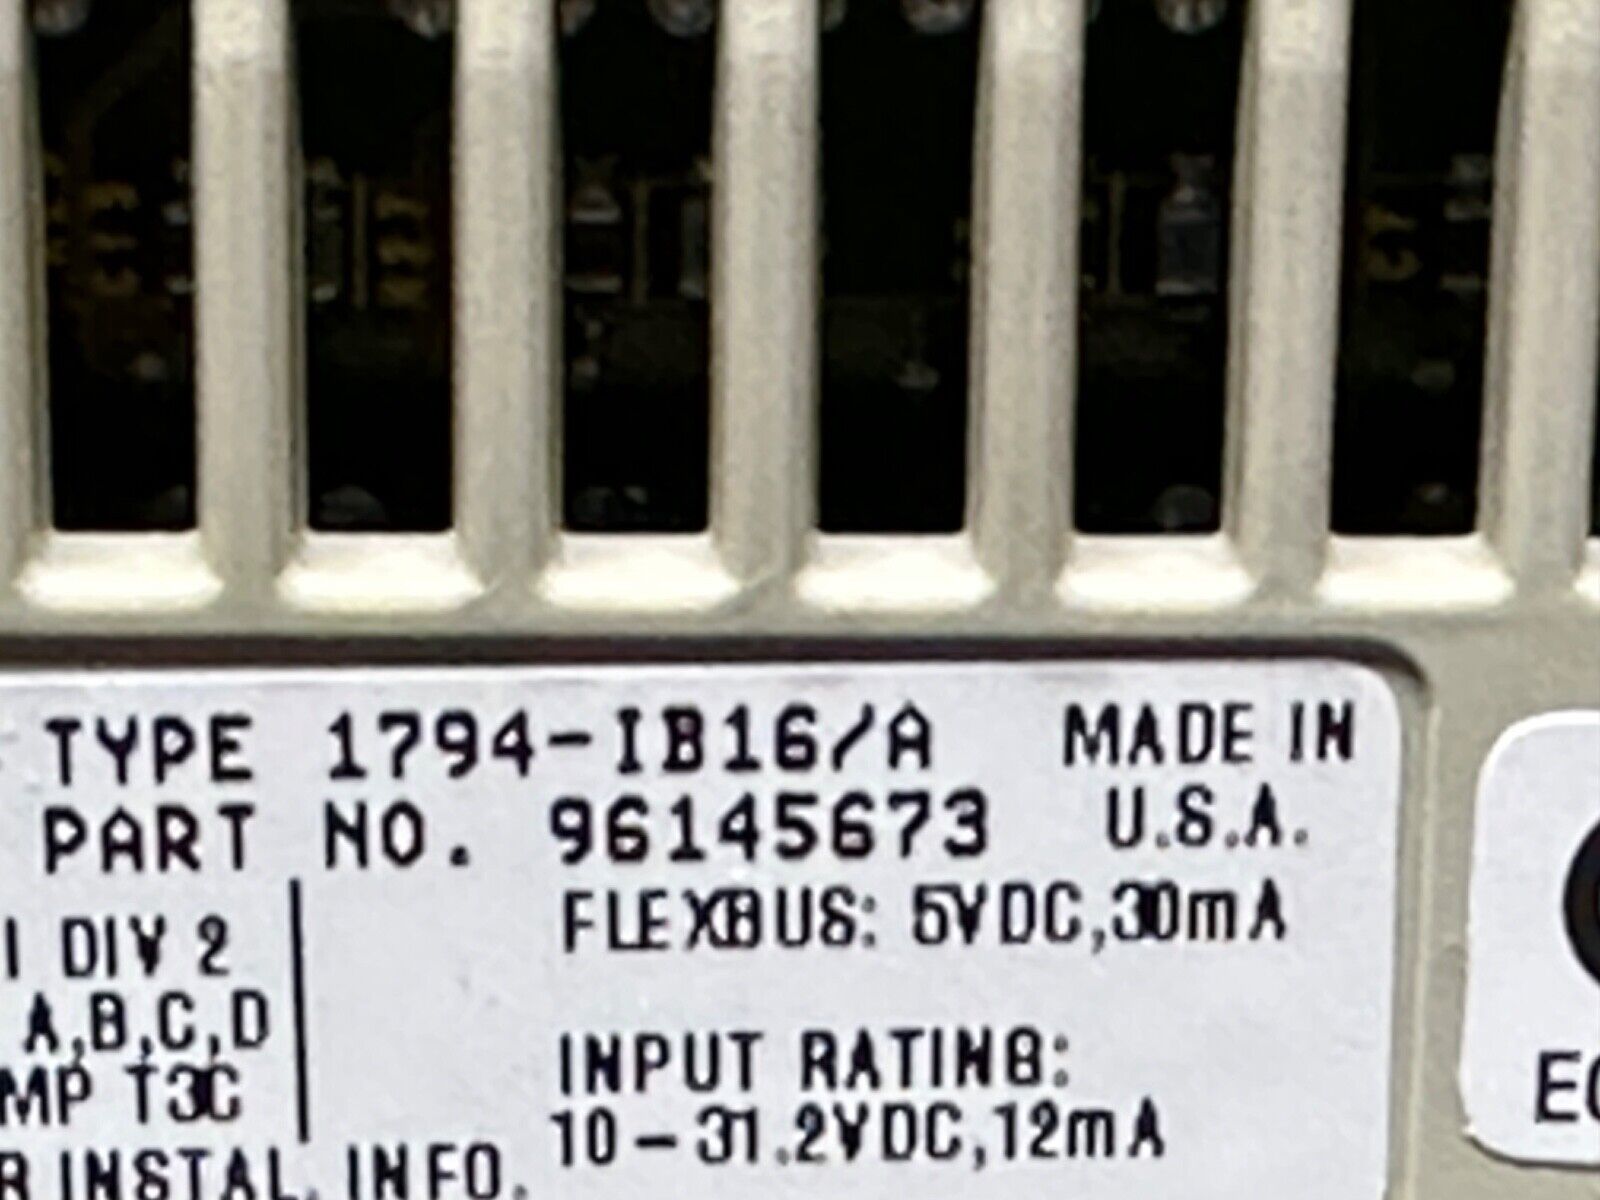 TYPE 1794-IB16/A MADE IN
PART NO. 96145673 U.S.A.
FLEXBUS: 5VDC,30mA
I DIV 2
A,B,C,D
INPUT RATING:
MP T3C
10-31.2VDC,12mA
R INSTAL. INFO.